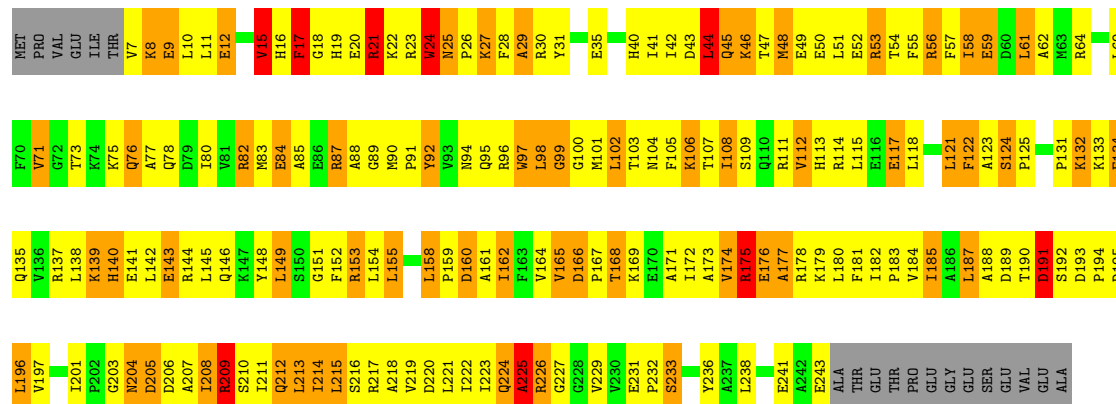 MET PRO VAL GLU ILE THR V7 K8 E9 L10 L11 E12 V15 H16 F17 G18 H19 E20 R21 K22 R23 W24 N25 P26 K27 F28 A29 R30 Y31 E35 H40 I41 I42 D43 L44 Q45 K46 T47 M48 E49 E50 L51 E52 R53 T54 F55 R56 F57 I58 E59 D60 L61 A62 M63 R64
F70 V71 G72 T73 K74 K75 Q76 A77 Q78 D79 I80 V81 R82 M83 E84 A85 E86 R87 A88 G89 M90 P91 Y92 V93 N94 Q95 R96 W97 L98 G99 G100 M101 L102 T103 N104 F105 K106 T107 I108 S109 Q110 R111 V112 H113 R114 L115 E116 E117 L118 L121 F122 A123 S124 P125 P131 K132 K133
Q135 V136 R137 L138 K139 H140 E141 L142 E143 R144 L145 Q146 K147 Y148 L149 S150 G151 F152 R153 L154 L155 L158 P159 D160 A161 I162 F163 V164 V165 D166 P167 T168 K169 E170 A171 I172 A173 V174 R175 E176 A177 R178 K179 L180 F181 I182 P183 V184 I185 A186 L187 A188 D189 T190 D191 S192 D193 P194
L196 V197 I201 P202 G203 N204 D205 D206 A207 I208 R209 S210 I211 Q212 L213 I214 L215 S216 R217 A218 V219 D220 L221 I222 I223 Q224 A225 R226 G227 G228 V229 V230 E231 P232 S233 Y236 A237 L238 E241 A242 E243 ALA THR GLU THR PRO GLU GLY GLU SER GLU VAL GLU ALA